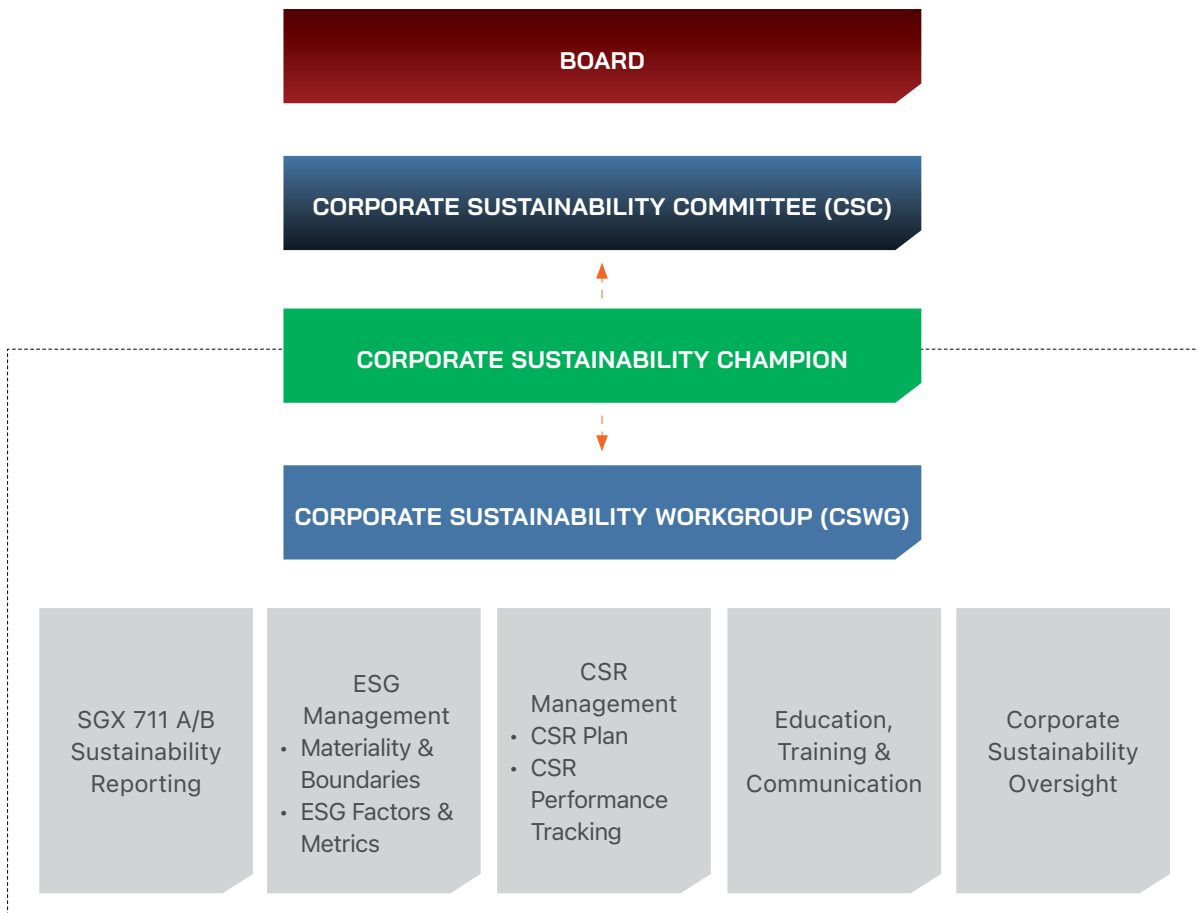 BOARD
CORPORATE SUSTAINABILITY COMMITTEE (CSC)
CORPORATE SUSTAINABILITY CHAMPION
CORPORATE SUSTAINABILITY WORKGROUP (CSWG)
SGX 711 A/B
Sustainability
Reporting
ESG
Management
• Materiality &
Boundaries
• ESG Factors &
Metrics
CSR
Management
• CSR Plan
• CSR
Performance
Tracking
Education,
Training &
Communication
Corporate
Sustainability
Oversight